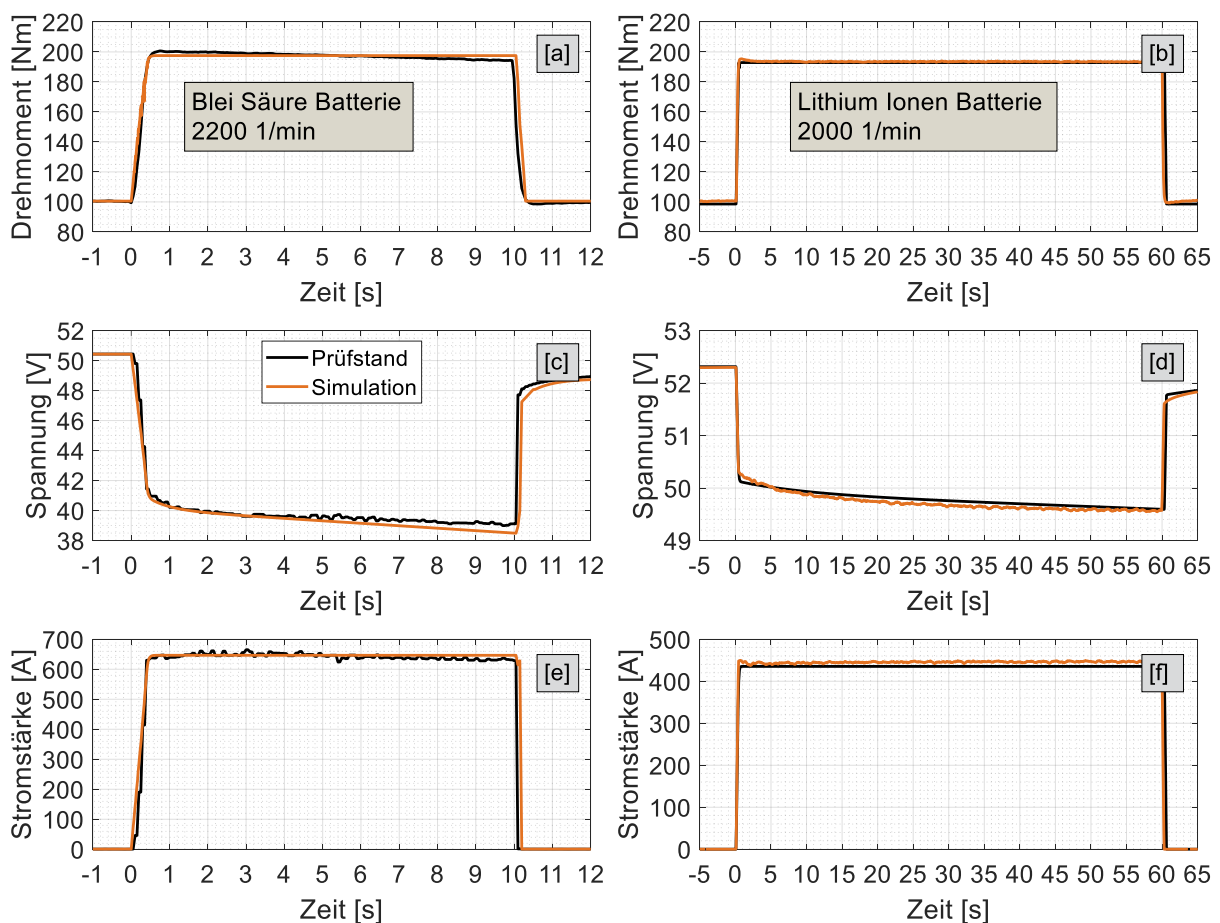 Drehmoment [Nm]
220
200
180
160
140
120
100
80
[a]
Blei Säure Batterie
2200 1/min
-1 0 1 2 3 4 5 6 7 8 9 10 11 12
Zeit [s]
Drehmoment [Nm]
220
200
180
160
140
120
100
80
[b]
Lithium Ionen Batterie
2000 1/min
-5 0 5 10 15 20 25 30 35 40 45 50 55 60 65
Zeit [s]
Spannung [V]
52
50
48
46
44
42
40
38
Prüfstand
Simulation
[c]
-1 0 1 2 3 4 5 6 7 8 9 10 11 12
Zeit [s]
Spannung [V]
53
52
51
50
49
[d]
-5 0 5 10 15 20 25 30 35 40 45 50 55 60 65
Zeit [s]
Stromstärke [A]
700
600
500
400
300
200
100
0
[e]
-1 0 1 2 3 4 5 6 7 8 9 10 11 12
Zeit [s]
Stromstärke [A]
500
400
300
200
100
0
[f]
-5 0 5 10 15 20 25 30 35 40 45 50 55 60 65
Zeit [s]